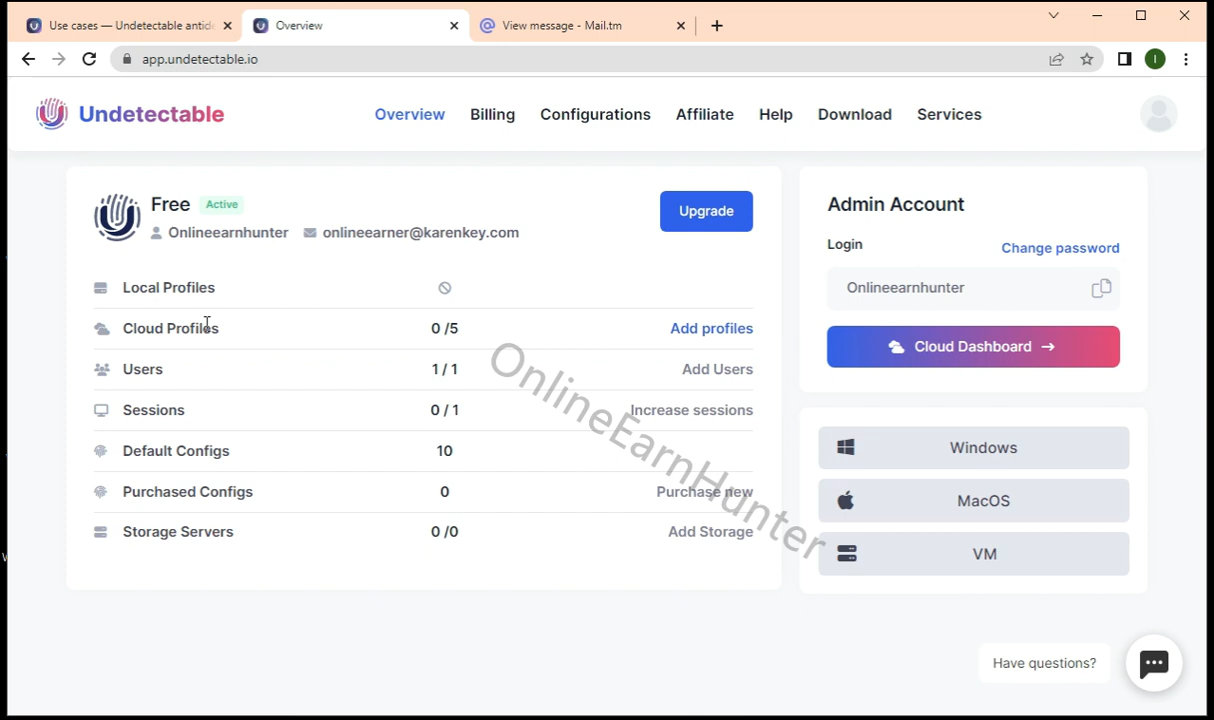 Use cases — Undetectable antid
Overview
View message - Mail.tm
app.undetectable.io
I
Undetectable
Overview
Billing
Configurations
Affiliate
Help
Download
Services
Free
Active
Onlineearnhunter
onlineearner@karenkey.com
Upgrade
Local Profiles
Cloud Profiles
0 /5
Add profiles
Users
1 / 1
Add Users
Sessions
0 / 1
Increase sessions
Default Configs
10
Purchased Configs
0
Purchase new
Storage Servers
0 /0
Add Storage
OnlineEarnHunter
Admin Account
Login
Change password
Onlineearnhunter
Cloud Dashboard →
Windows
MacOS
VM
Have questions?